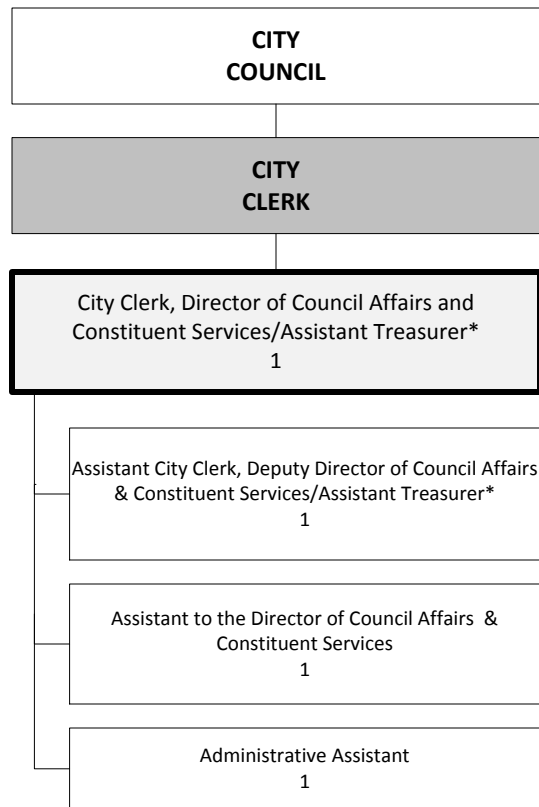 CITY
COUNCIL
CITY
CLERK
City Clerk, Director of Council Affairs and
Constituent Services/Assistant Treasurer*
1
Assistant City Clerk, Deputy Director of Council Affairs
& Constituent Services/Assistant Treasurer*
1
Assistant to the Director of Council Affairs &
Constituent Services
1
Administrative Assistant
1